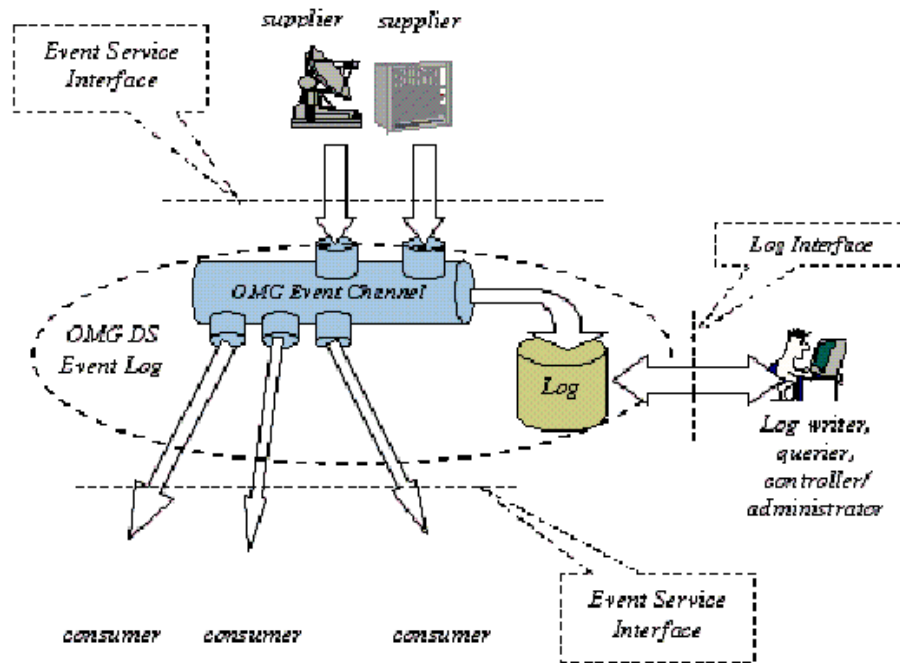 supplier
supplier
Event Service
Interface
Log Interface
OMG Event Channel
OMG DS
Event Log
Log
Log writer,
querier,
controller/
administrator
Event Service
Interface
consumer
consumer
consumer